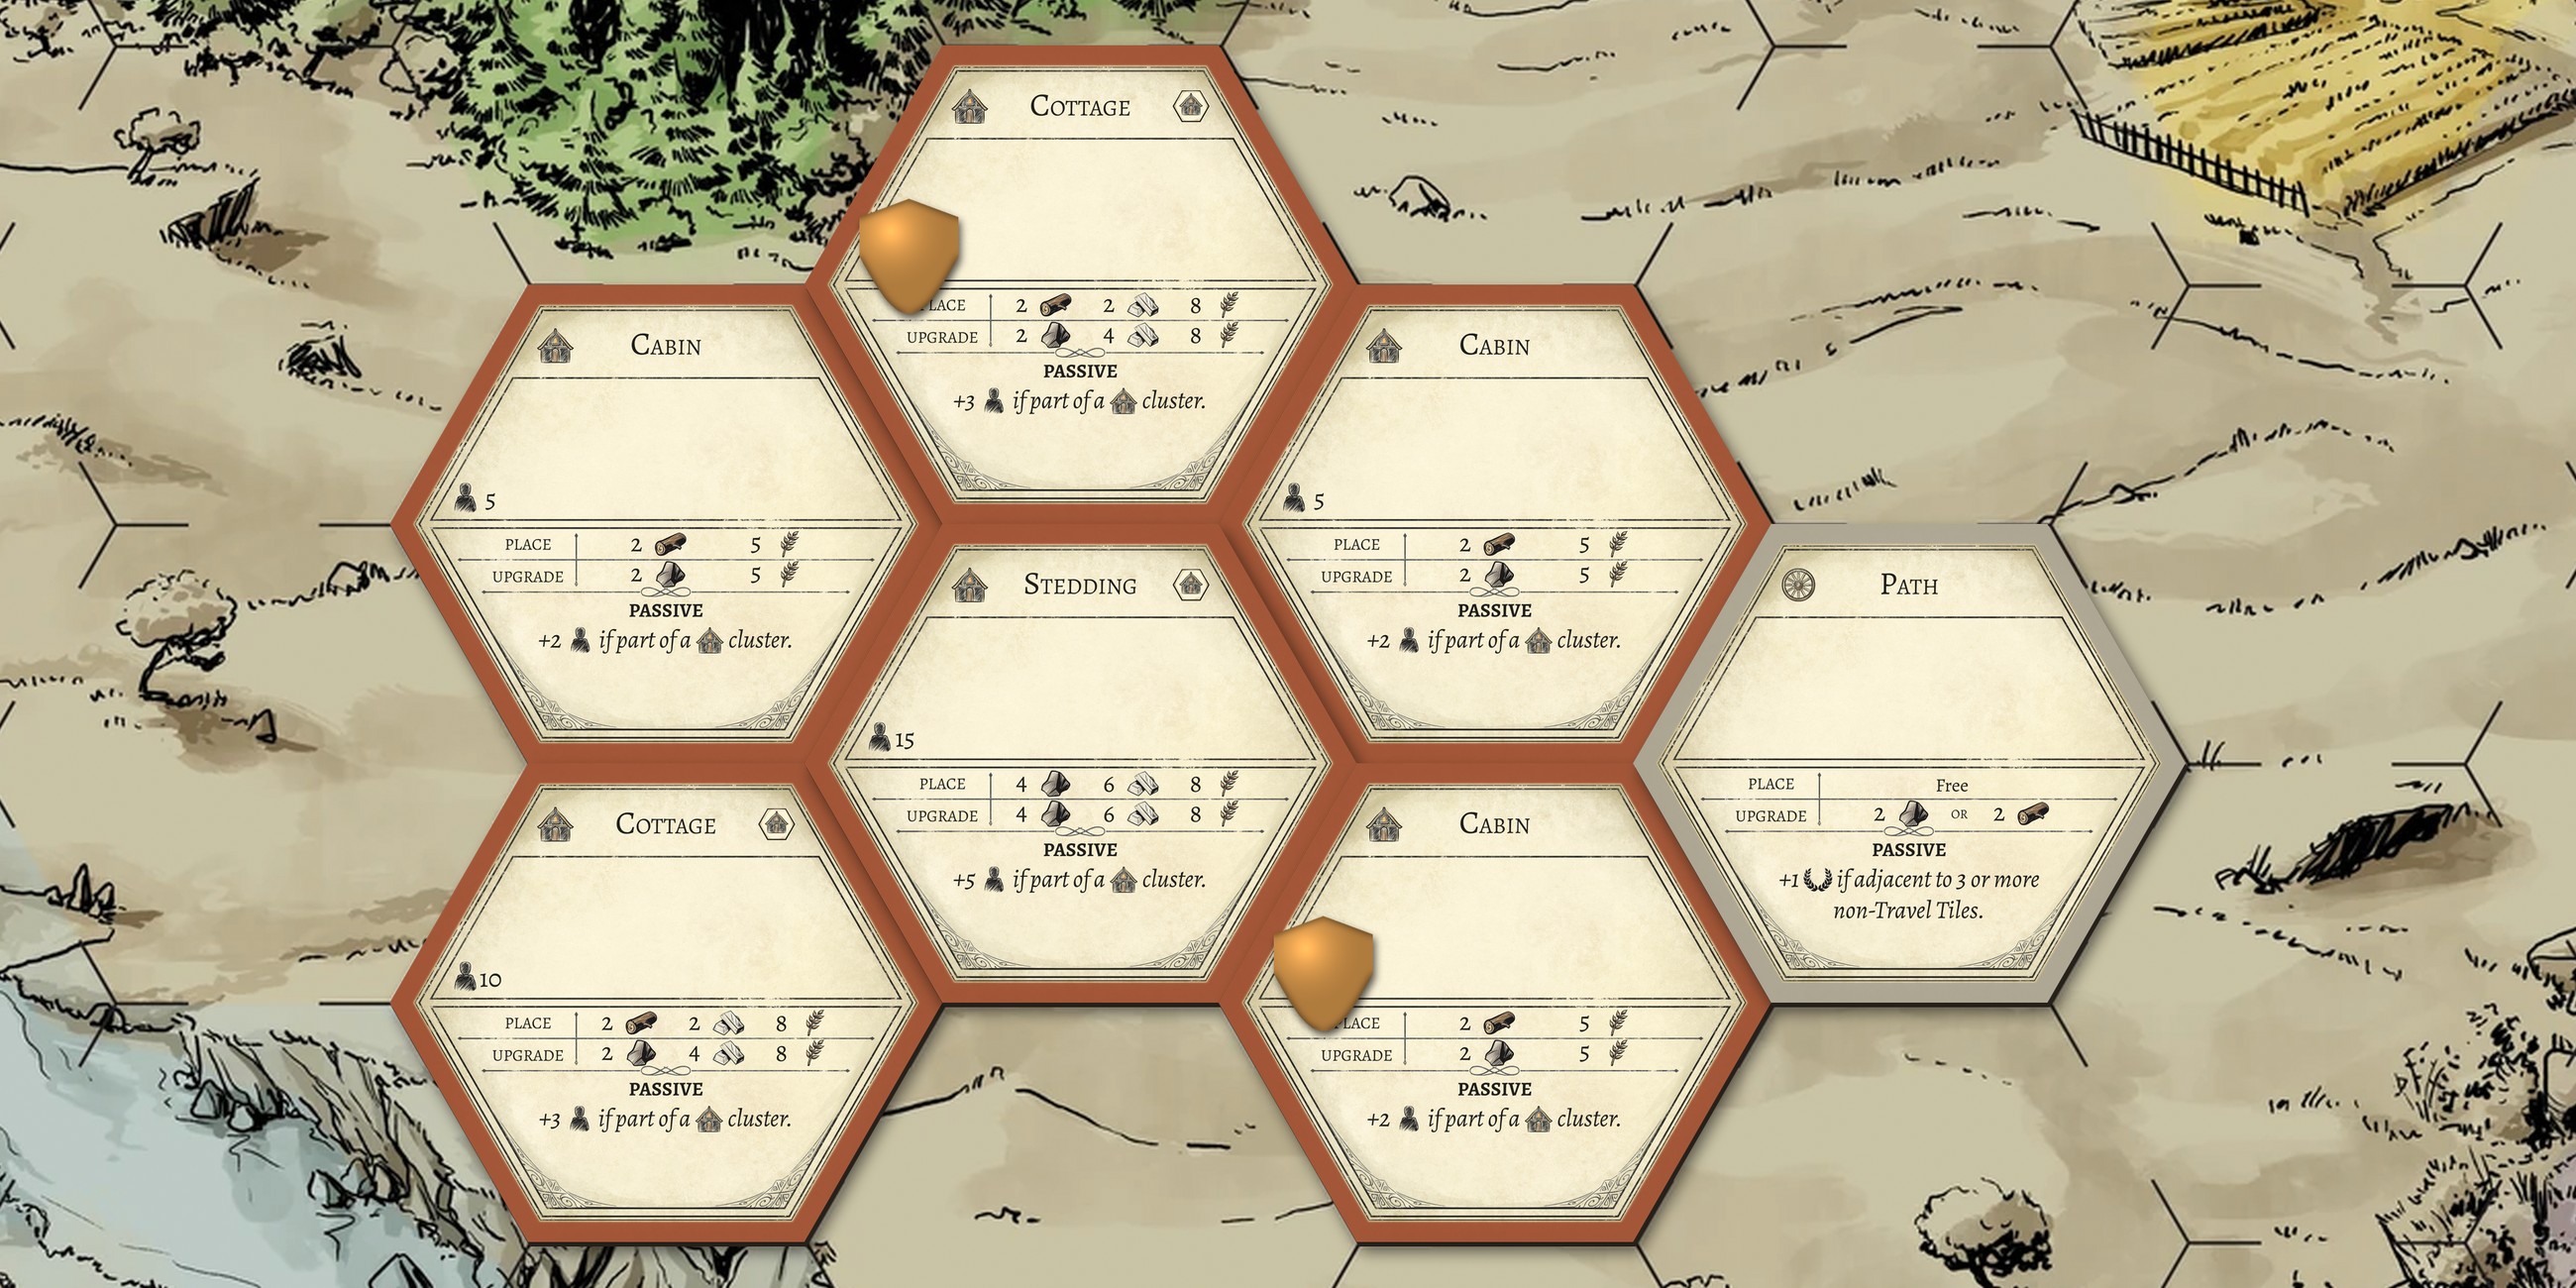 Cottage
PLACE 2 2 8
UPGRADE 2 4 8
PASSIVE
+3 if part of a cluster.
Cabin
5
PLACE 2 5
UPGRADE 2 5
PASSIVE
+2 if part of a cluster.
Cabin
5
PLACE 2 5
UPGRADE 2 5
PASSIVE
+2 if part of a cluster.
Stedding
15
PLACE 4 6 8
UPGRADE 4 6 8
PASSIVE
+5 if part of a cluster.
Path
PLACE Free
UPGRADE 2 OR 2
PASSIVE
+1 if adjacent to 3 or more
non-Travel Tiles.
Cottage
10
PLACE 2 2 8
UPGRADE 2 4 8
PASSIVE
+3 if part of a cluster.
Cabin
PLACE 2 5
UPGRADE 2 5
PASSIVE
+2 if part of a cluster.